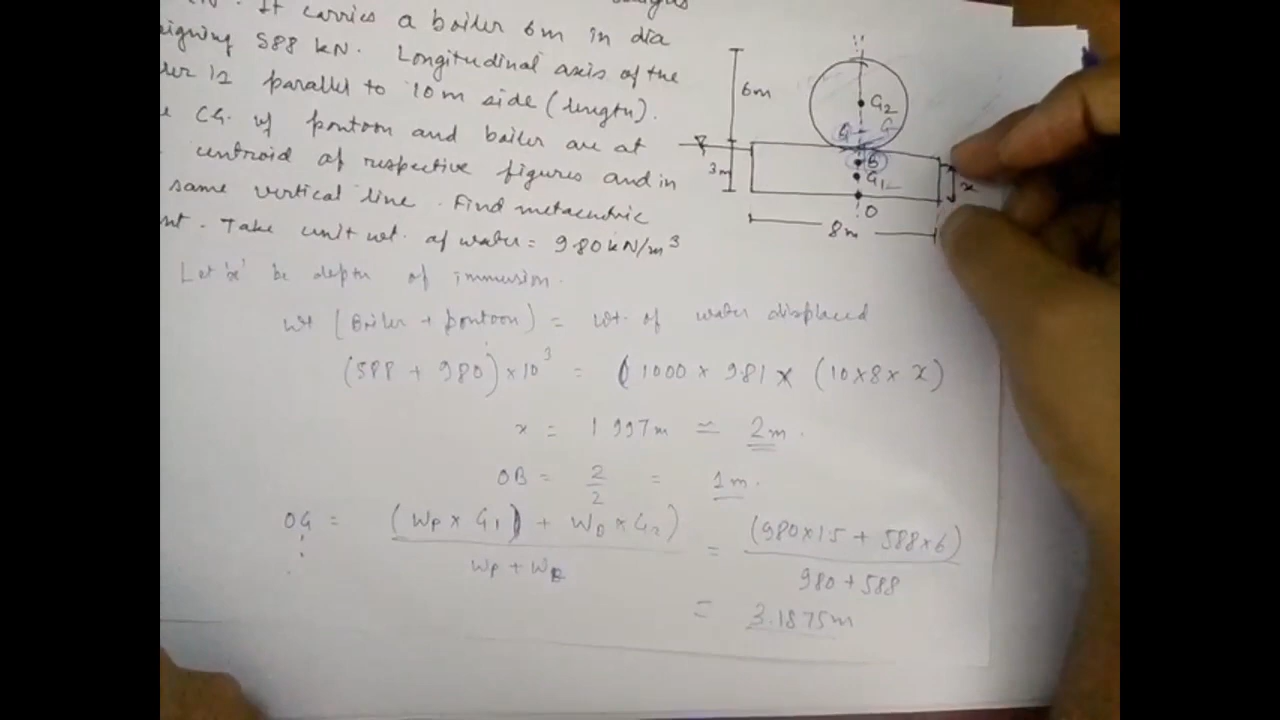 It carries a boiler 6m in dia
588 kN. Longitudinal axis of the
is parallel to 10m side (length).
CG. of pontoon and boiler are at
centroid of respective figures and in
same vertical line. Find metacentric
Take unit wt. of water = 9.80 kN/m³
6m
G2
G
3m
B
G1
x
O
8m
Let 'x' be depth of immersion.
wt (Boiler + pontoon) = wt. of water displaced
(588 + 980) × 10³ = (1000 × 9.81 × (10×8× x)
x = 1.997m ≃ 2m.
OB = 2/2 = 1m.
OG = (Wp × G1) + WB × G2) / Wp + WB = (980×1.5 + 588×6) / 980 + 588
= 3.1875m